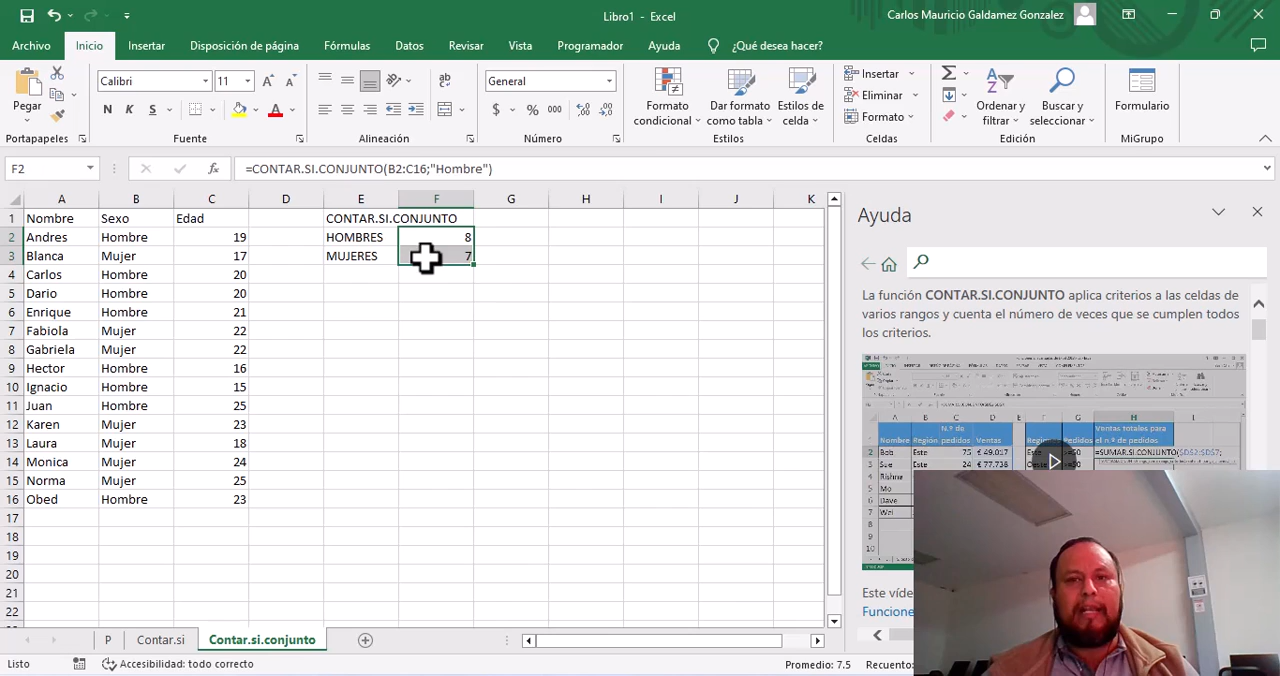 Libro1 - Excel
Carlos Mauricio Galdamez Gonzalez
Archivo Inicio Insertar Disposición de página Fórmulas Datos Revisar Vista Programador Ayuda ¿Qué desea hacer?
Pegar
Calibri 11
N K S
General
$ % 000
Formato condicional
Dar formato como tabla
Estilos de celda
Insertar
Eliminar
Formato
Ordenar y filtrar
Buscar y seleccionar
Formulario
Portapapeles Fuente Alineación Número Estilos Celdas Edición MiGrupo
F2 fx =CONTAR.SI.CONJUNTO(B2:C16;"Hombre")
A B C D E F G H I J K
1 Nombre Sexo Edad CONTAR.SI.CONJUNTO
2 Andres Hombre 19 HOMBRES 8
3 Blanca Mujer 17 MUJERES 7
4 Carlos Hombre 20
5 Dario Hombre 20
6 Enrique Hombre 21
7 Fabiola Mujer 22
8 Gabriela Mujer 22
9 Hector Hombre 16
10 Ignacio Hombre 15
11 Juan Hombre 25
12 Karen Mujer 23
13 Laura Mujer 18
14 Monica Mujer 24
15 Norma Mujer 25
16 Obed Hombre 23
17
18
19
20
21
22
Ayuda
La función CONTAR.SI.CONJUNTO aplica criterios a las celdas de
varios rangos y cuenta el número de veces que se cumplen todos
los criterios.
Este víde
Funcione
P Contar.si Contar.si.conjunto
Listo Accesibilidad: todo correcto Promedio: 7.5 Recuento: